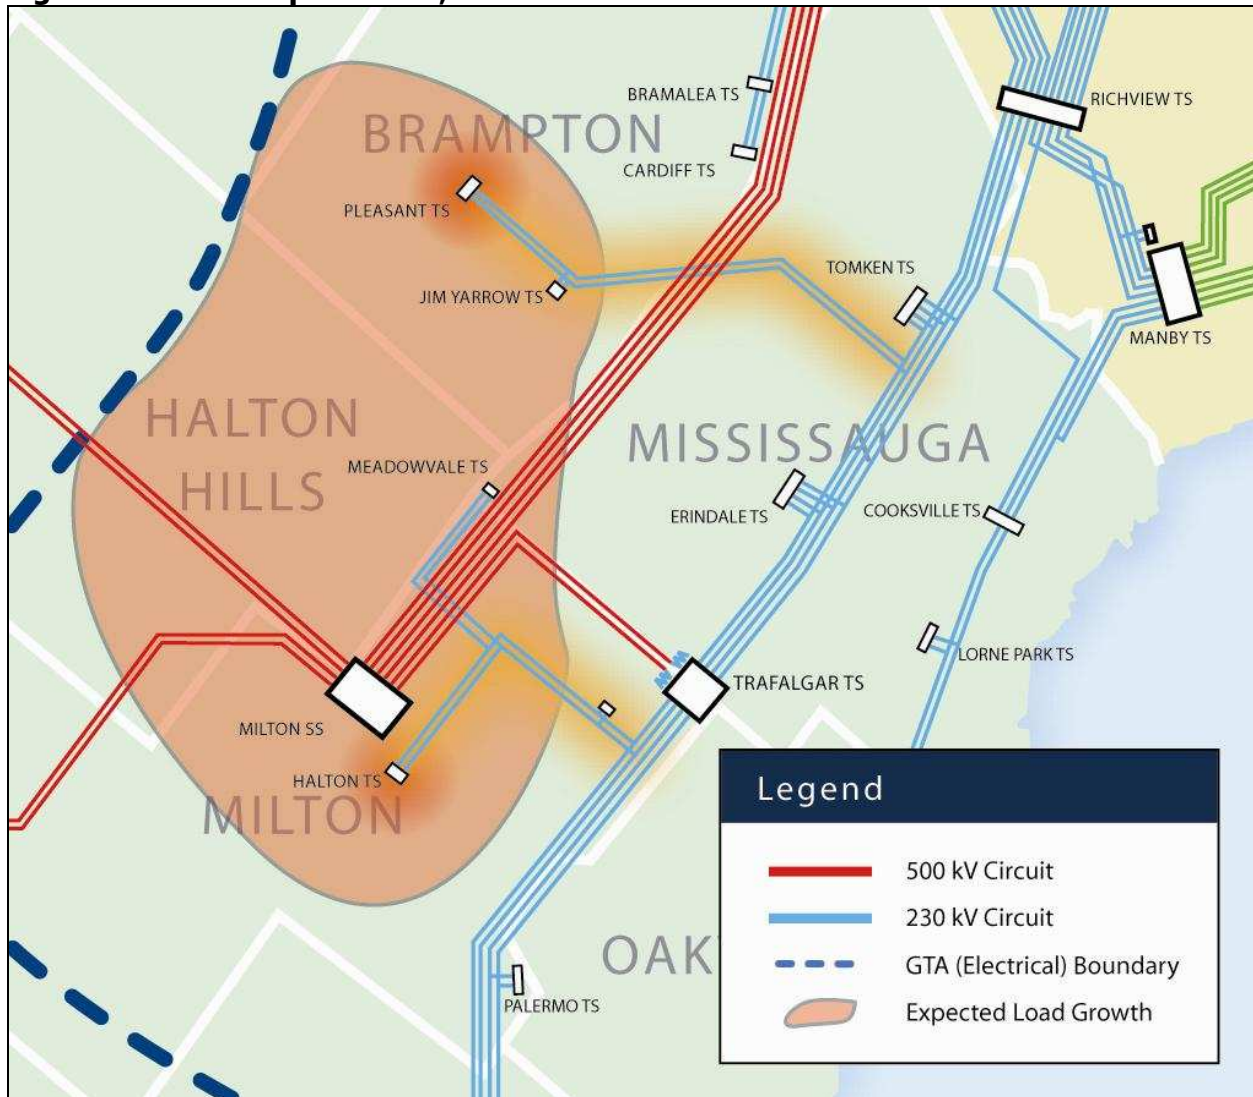 BRAMALEA TS
RICHVIEW TS
BRAMPTON
CARDIFF TS
PLEASANT TS
TOMKEN TS
JIM YARROW TS
MANBY TS
HALTON
HILLS
MISSISSAUGA
MEADOWVALE TS
ERINDALE TS
COOKSVILLE TS
LORNE PARK TS
TRAFALGAR TS
MILTON SS
HALTON TS
MILTON
OAK
PALERMO TS
Legend
500 kV Circuit
230 kV Circuit
GTA (Electrical) Boundary
Expected Load Growth